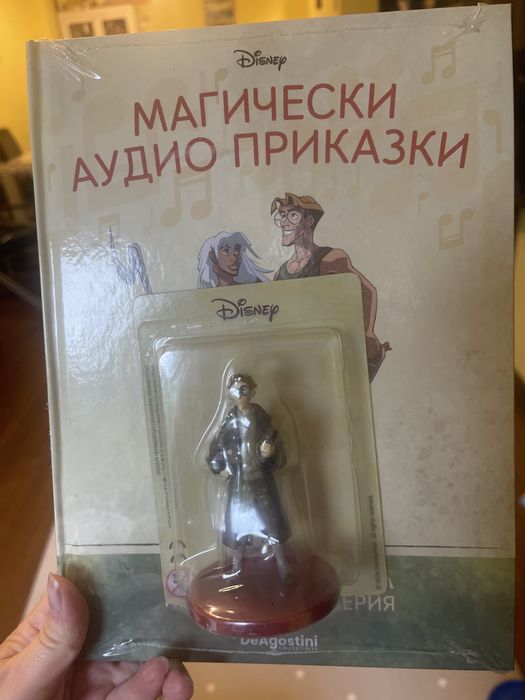 Disney
МАГИЧЕСКИ
АУДИО ПРИКАЗКИ
Disney
СЕРИЯ
DeAgostini